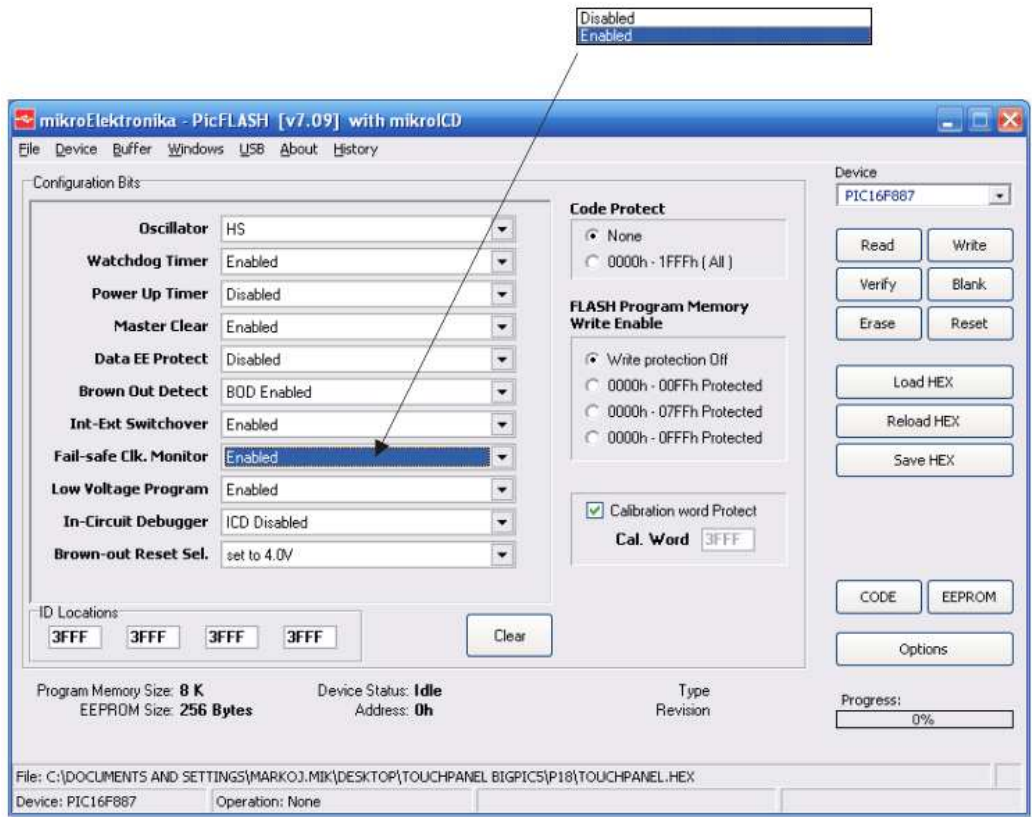 Disabled
Enabled
mikroElektronika - PicFLASH [v7.09] with mikroICD
File Device Buffer Windows USB About History
Configuration Bits
Oscillator HS
Watchdog Timer Enabled
Power Up Timer Disabled
Master Clear Enabled
Data EE Protect Disabled
Brown Out Detect BOD Enabled
Int-Ext Switchover Enabled
Fail-safe Clk. Monitor Enabled
Low Voltage Program Enabled
In-Circuit Debugger ICD Disabled
Brown-out Reset Sel. set to 4.0V
ID Locations
3FFF 3FFF 3FFF 3FFF
Clear
Code Protect
None
0000h - 1FFFh ( All )
FLASH Program Memory
Write Enable
Write protection Off
0000h - 00FFh Protected
0000h - 07FFh Protected
0000h - 0FFFh Protected
Calibration word Protect
Cal. Word 3FFF
Device
PIC16F887
Read Write
Verify Blank
Erase Reset
Load HEX
Reload HEX
Save HEX
CODE EEPROM
Options
Progress:
0%
Program Memory Size: 8 K Device Status: Idle Type
EEPROM Size: 256 Bytes Address: 0h Revision
File: C:\DOCUMENTS AND SETTINGS\MARKOJ.MIK\DESKTOP\TOUCHPANEL BIGPIC5\P18\TOUCHPANEL.HEX
Device: PIC16F887 Operation: None